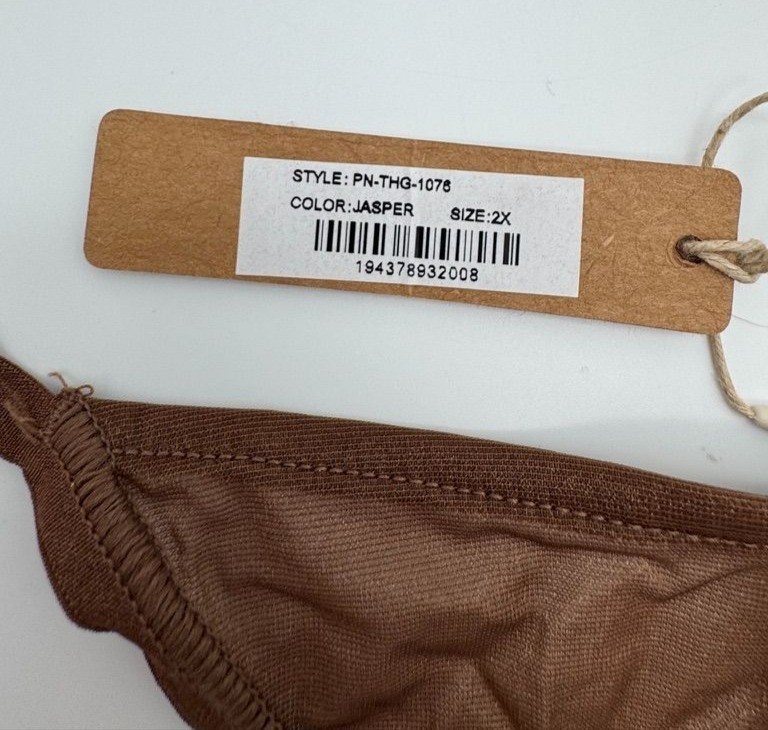 STYLE: PN-THG-1076
COLOR:JASPER SIZE:2X
194378932008